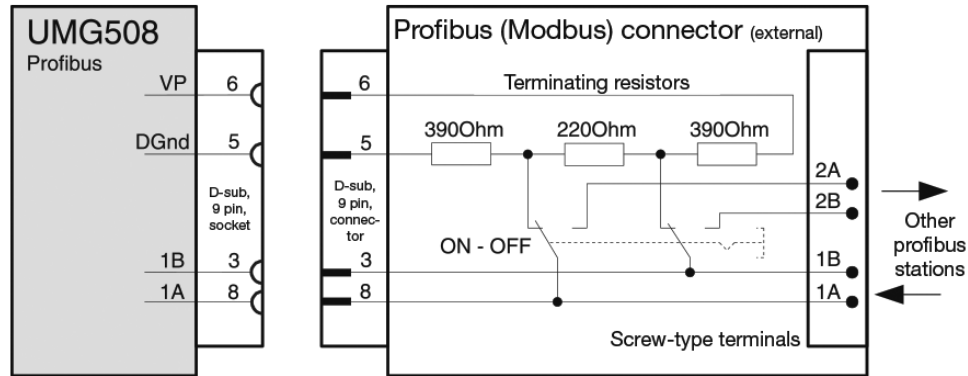 UMG508
Profibus
VP 6
DGnd 5
D-sub,
9 pin,
socket
1B 3
1A 8
Profibus (Modbus) connector (external)
6
Terminating resistors
5
390Ohm 220Ohm 390Ohm
D-sub,
9 pin,
connec-
tor
ON - OFF
3
8
2A
2B
1B
1A
Screw-type terminals
Other
profibus
stations